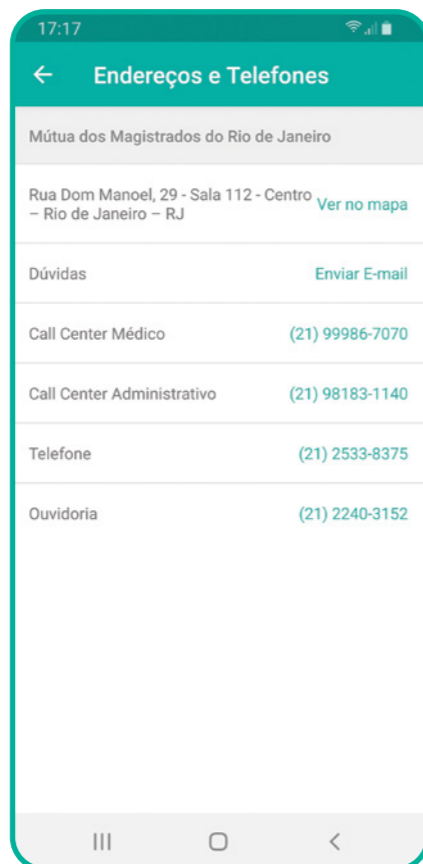 17:17
Endereços e Telefones
Mútua dos Magistrados do Rio de Janeiro
Rua Dom Manoel, 29 - Sala 112 - Centro
– Rio de Janeiro – RJ
Ver no mapa
Dúvidas
Enviar E-mail
Call Center Médico
(21) 99986-7070
Call Center Administrativo
(21) 98183-1140
Telefone
(21) 2533-8375
Ouvidoria
(21) 2240-3152